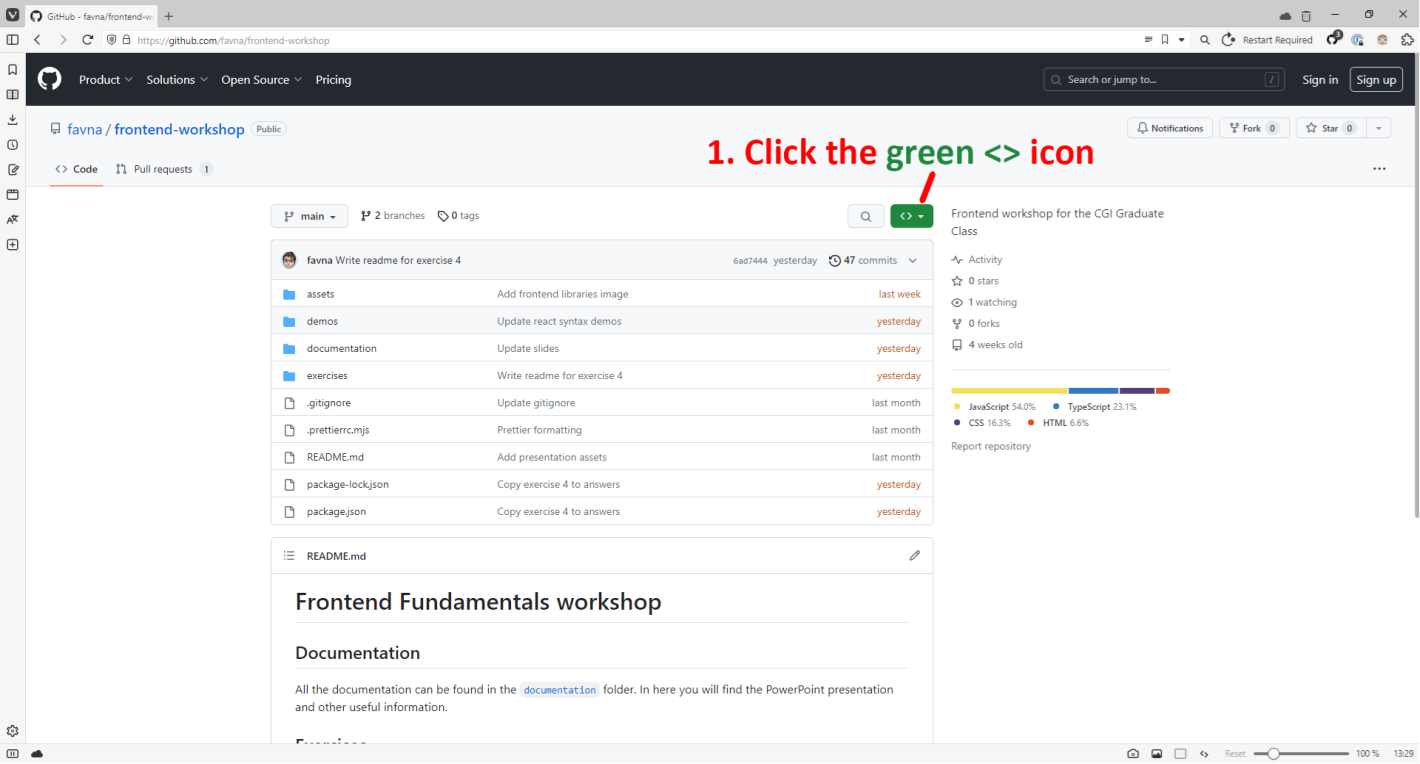 GitHub - favna/frontend-wo
https://github.com/favna/frontend-workshop
Restart Required
3
Product
Solutions
Open Source
Pricing
Search or jump to...
/
Sign in
Sign up
favna / frontend-workshop
Public
Notifications
Fork 0
Star 0
1. Click the green <> icon
<> Code
Pull requests 1
main
2 branches
0 tags
<>
favna Write readme for exercise 4
6ad7444 yesterday
47 commits
assets Add frontend libraries image last week
demos Update react syntax demos yesterday
documentation Update slides yesterday
exercises Write readme for exercise 4 yesterday
.gitignore Update gitignore last month
.prettierrc.mjs Prettier formatting last month
README.md Add presentation assets last month
package-lock.json Copy exercise 4 to answers yesterday
package.json Copy exercise 4 to answers yesterday
Frontend workshop for the CGI Graduate
Class
Activity
0 stars
1 watching
0 forks
4 weeks old
JavaScript 54.0% TypeScript 23.1%
CSS 16.3% HTML 6.6%
Report repository
README.md
Frontend Fundamentals workshop
Documentation
All the documentation can be found in the documentation folder. In here you will find the PowerPoint presentation
and other useful information.
Exercises
Reset
100 %
13:29